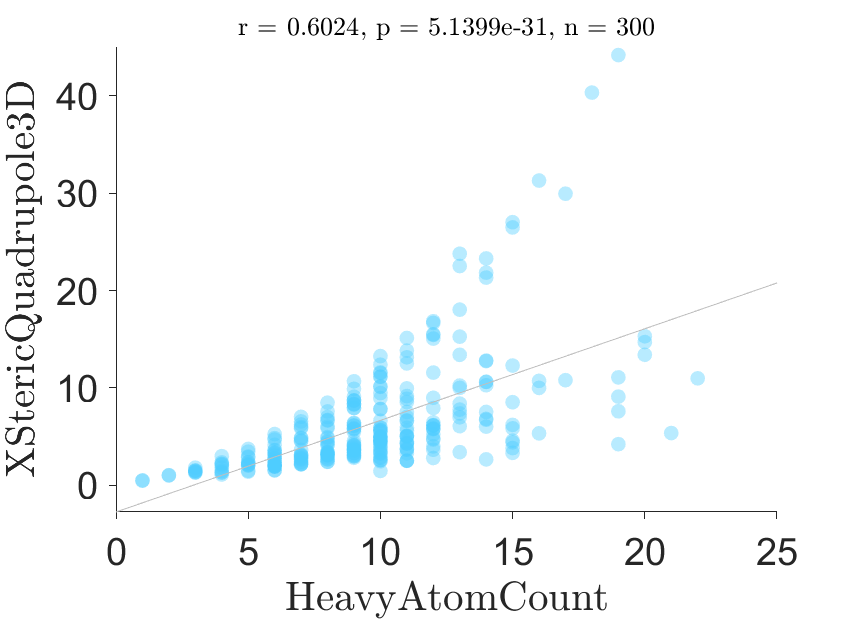 r = 0.6024, p = 5.1399e-31, n = 300
XStericQuadrupole3D
40
30
20
10
0
0 5 10 15 20 25
HeavyAtomCount